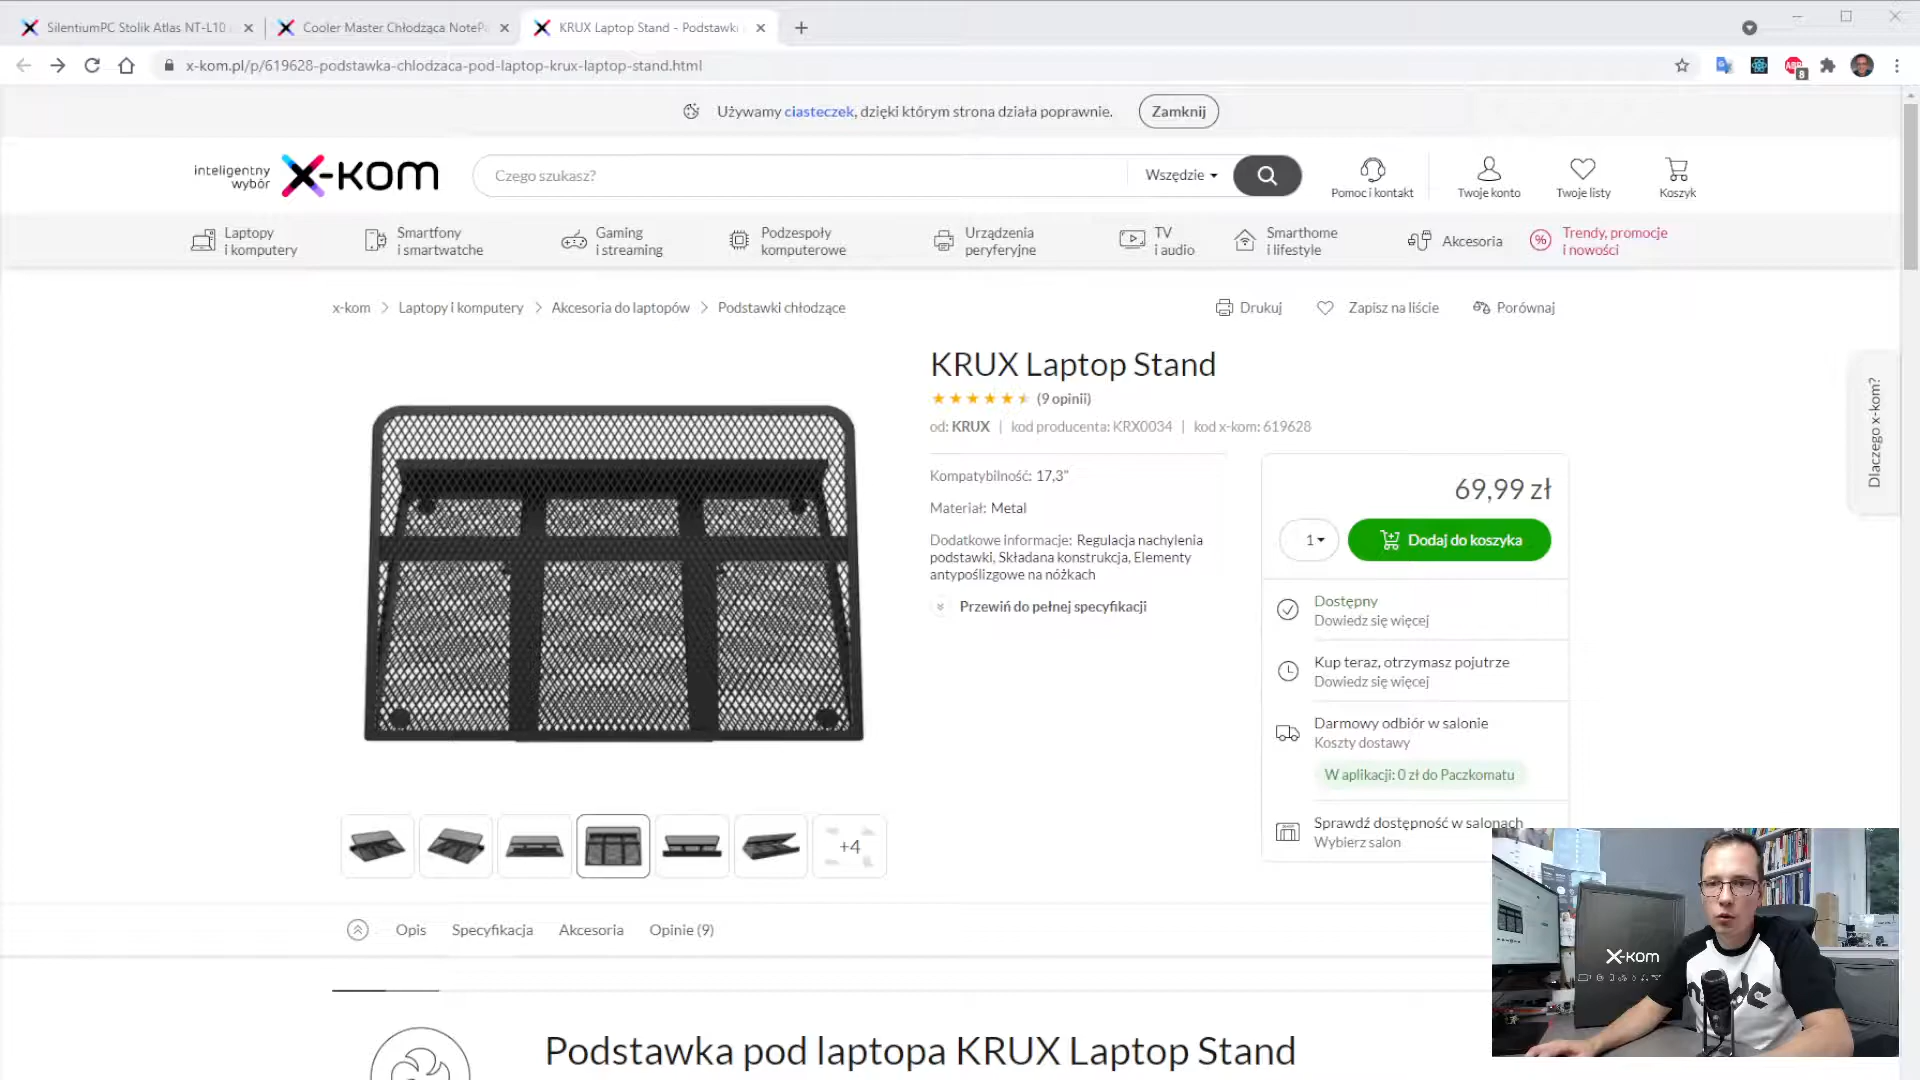 SilentiumPC Stolik Atlas NT-L10
Cooler Master Chłodząca NotePa
KRUX Laptop Stand - Podstawki
x-kom.pl/p/619628-podstawka-chlodzaca-pod-laptop-krux-laptop-stand.html
ABP
8
Używamy ciasteczek, dzięki którym strona działa poprawnie.
Zamknij
inteligentny
wybór
x-kom
Czego szukasz?
Wszędzie
Pomoc i kontakt
Twoje konto
Twoje listy
Koszyk
Laptopy
i komputery
Smartfony
i smartwatche
Gaming
i streaming
Podzespoły
komputerowe
Urządzenia
peryferyjne
TV
i audio
Smarthome
i lifestyle
Akcesoria
%
Trendy, promocje
i nowości
x-kom > Laptopy i komputery > Akcesoria do laptopów > Podstawki chłodzące
Drukuj
Zapisz na liście
Porównaj
KRUX Laptop Stand
(9 opinii)
od: KRUX | kod producenta: KRX0034 | kod x-kom: 619628
Kompatybilność: 17,3"
Materiał: Metal
Dodatkowe informacje: Regulacja nachylenia
podstawki, Składana konstrukcja, Elementy
antypoślizgowe na nóżkach
Przewiń do pełnej specyfikacji
69,99 zł
1
Dodaj do koszyka
Dostępny
Dowiedz się więcej
Kup teraz, otrzymasz pojutrze
Dowiedz się więcej
Darmowy odbiór w salonie
Koszty dostawy
W aplikacji: 0 zł do Paczkomatu
Sprawdź dostępność w salonach
Wybierz salon
Dlaczego x-kom?
+4
Opis
Specyfikacja
Akcesoria
Opinie (9)
Podstawka pod laptopa KRUX Laptop Stand
x-kom